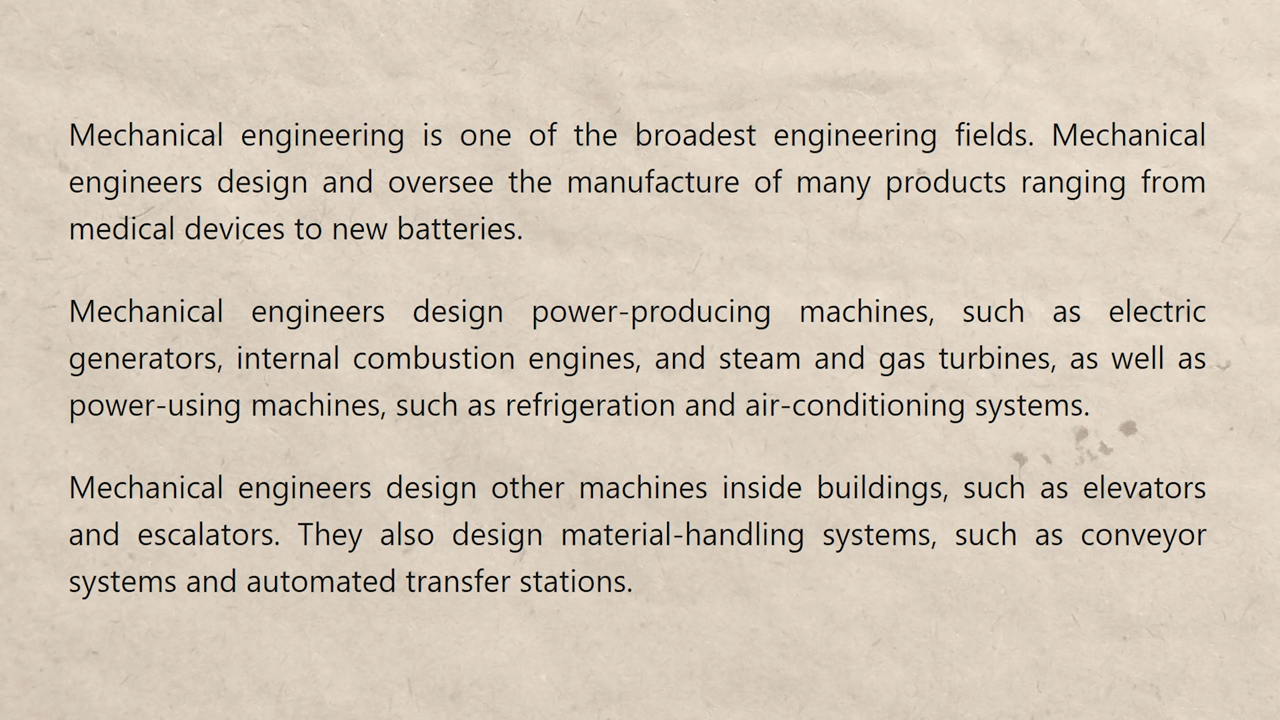 Mechanical engineering is one of the broadest engineering fields. Mechanical
engineers design and oversee the manufacture of many products ranging from
medical devices to new batteries.
Mechanical engineers design power-producing machines, such as electric
generators, internal combustion engines, and steam and gas turbines, as well as
power-using machines, such as refrigeration and air-conditioning systems.
Mechanical engineers design other machines inside buildings, such as elevators
and escalators. They also design material-handling systems, such as conveyor
systems and automated transfer stations.